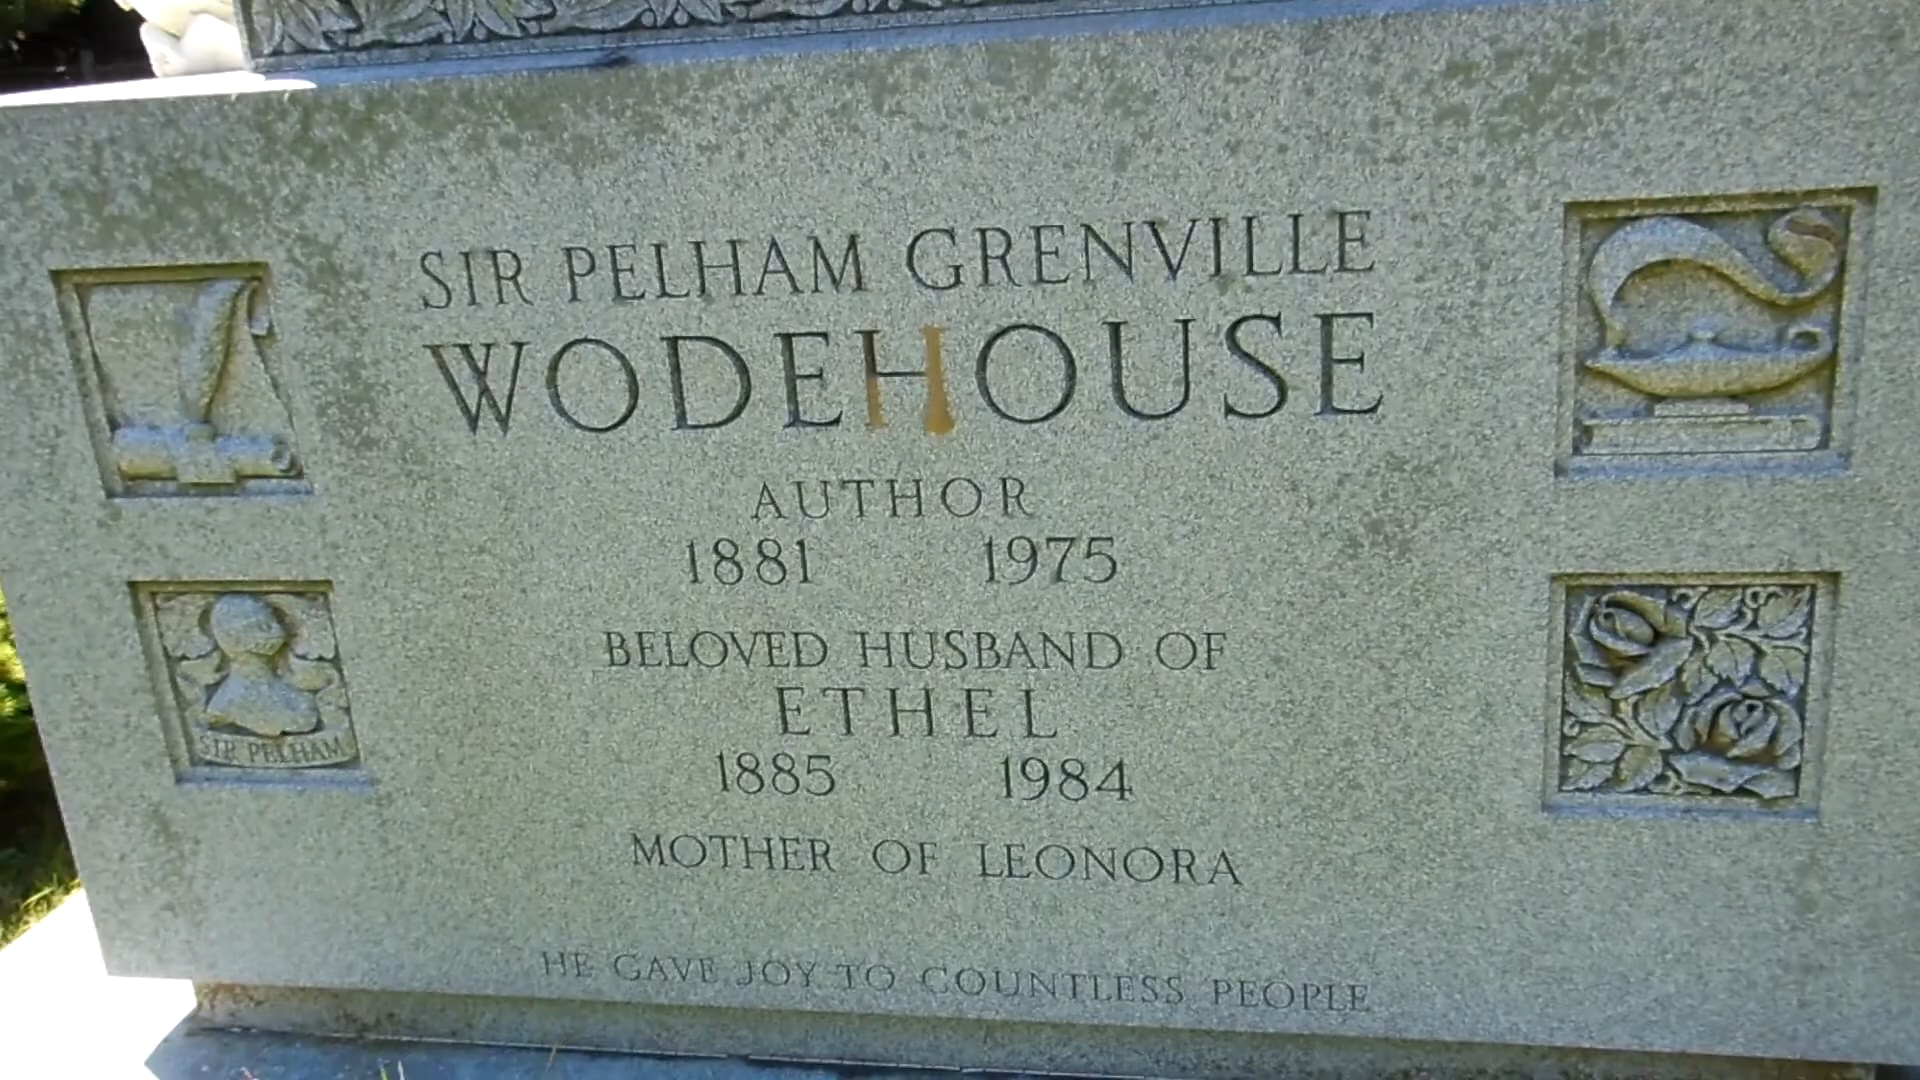 SIR PELHAM GRENVILLE
WODEHOUSE
AUTHOR
1881 1975
BELOVED HUSBAND OF
ETHEL
1885 1984
MOTHER OF LEONORA
HE GAVE JOY TO COUNTLESS PEOPLE
SIR PELHAM